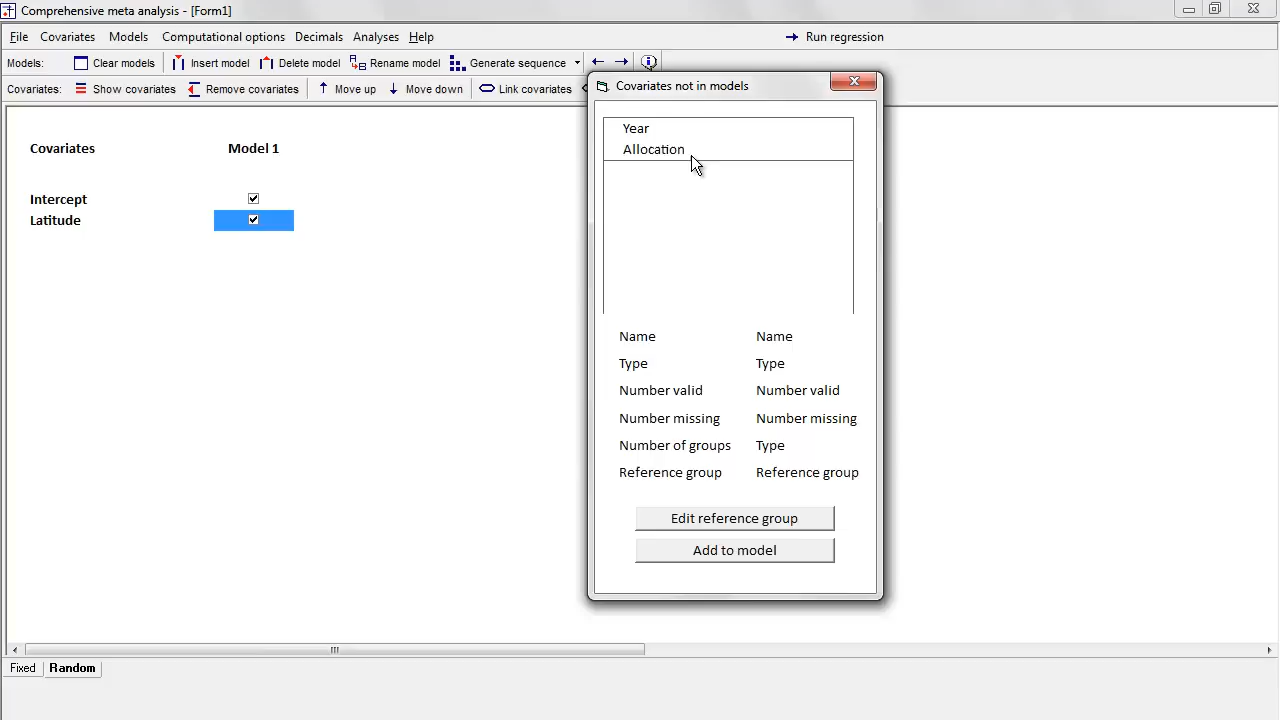 Comprehensive meta analysis - [Form1]
File Covariates Models Computational options Decimals Analyses Help Run regression
Models: Clear models Insert model Delete model Rename model Generate sequence
Covariates: Show covariates Remove covariates Move up Move down Link covariates
Covariates Model 1
Intercept
Latitude
Covariates not in models
Year
Allocation
Name Name
Type Type
Number valid Number valid
Number missing Number missing
Number of groups Type
Reference group Reference group
Edit reference group
Add to model
Fixed Random